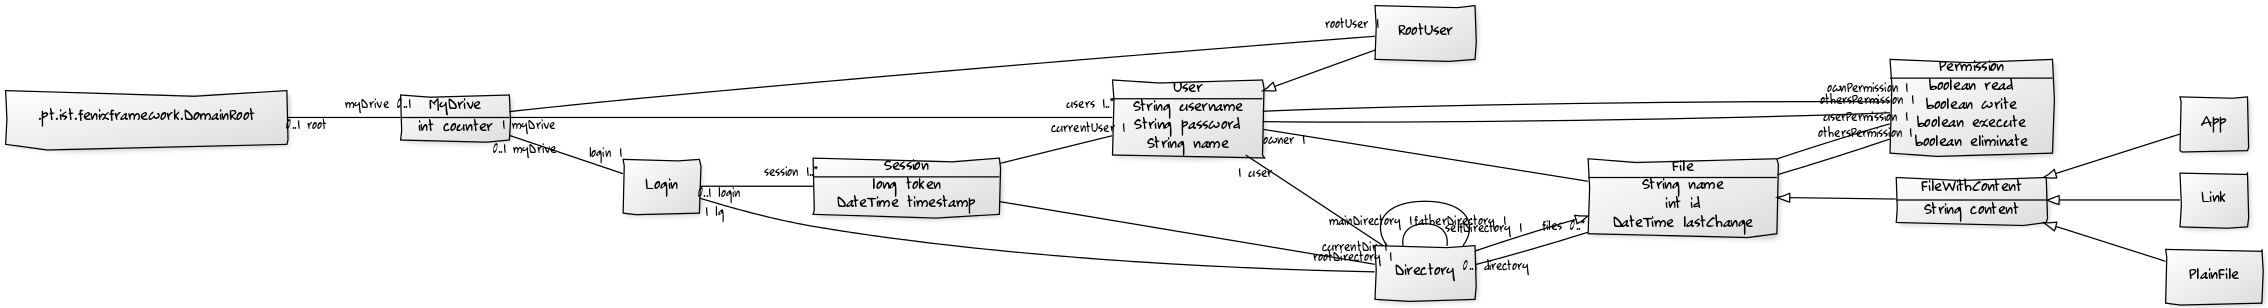 rootUser 1
RootUser
.pt.ist.fenixframework.DomainRoot
0..1 root
myDrive 0..1
MyDrive
int counter
1 myDrive
0..1 myDrive
login 1
Login
0..1 login
1 lg
session 1..*
Session
long token
DateTime timestamp
users 1..*
currentUser 1
User
String username
String password
String name
owner 1
1 user
mainDirectory 1
fatherDirectory 1
selfDirectory 1
currentDir 1
rootDirectory 1
Directory
0..1 directory
files 0..*
File
String name
int id
DateTime lastChange
ownPermission 1
othersPermission 1
userPermission 1
othersPermission 1
Permission
boolean read
boolean write
boolean execute
boolean eliminate
FileWithContent
String content
App
Link
PlainFile